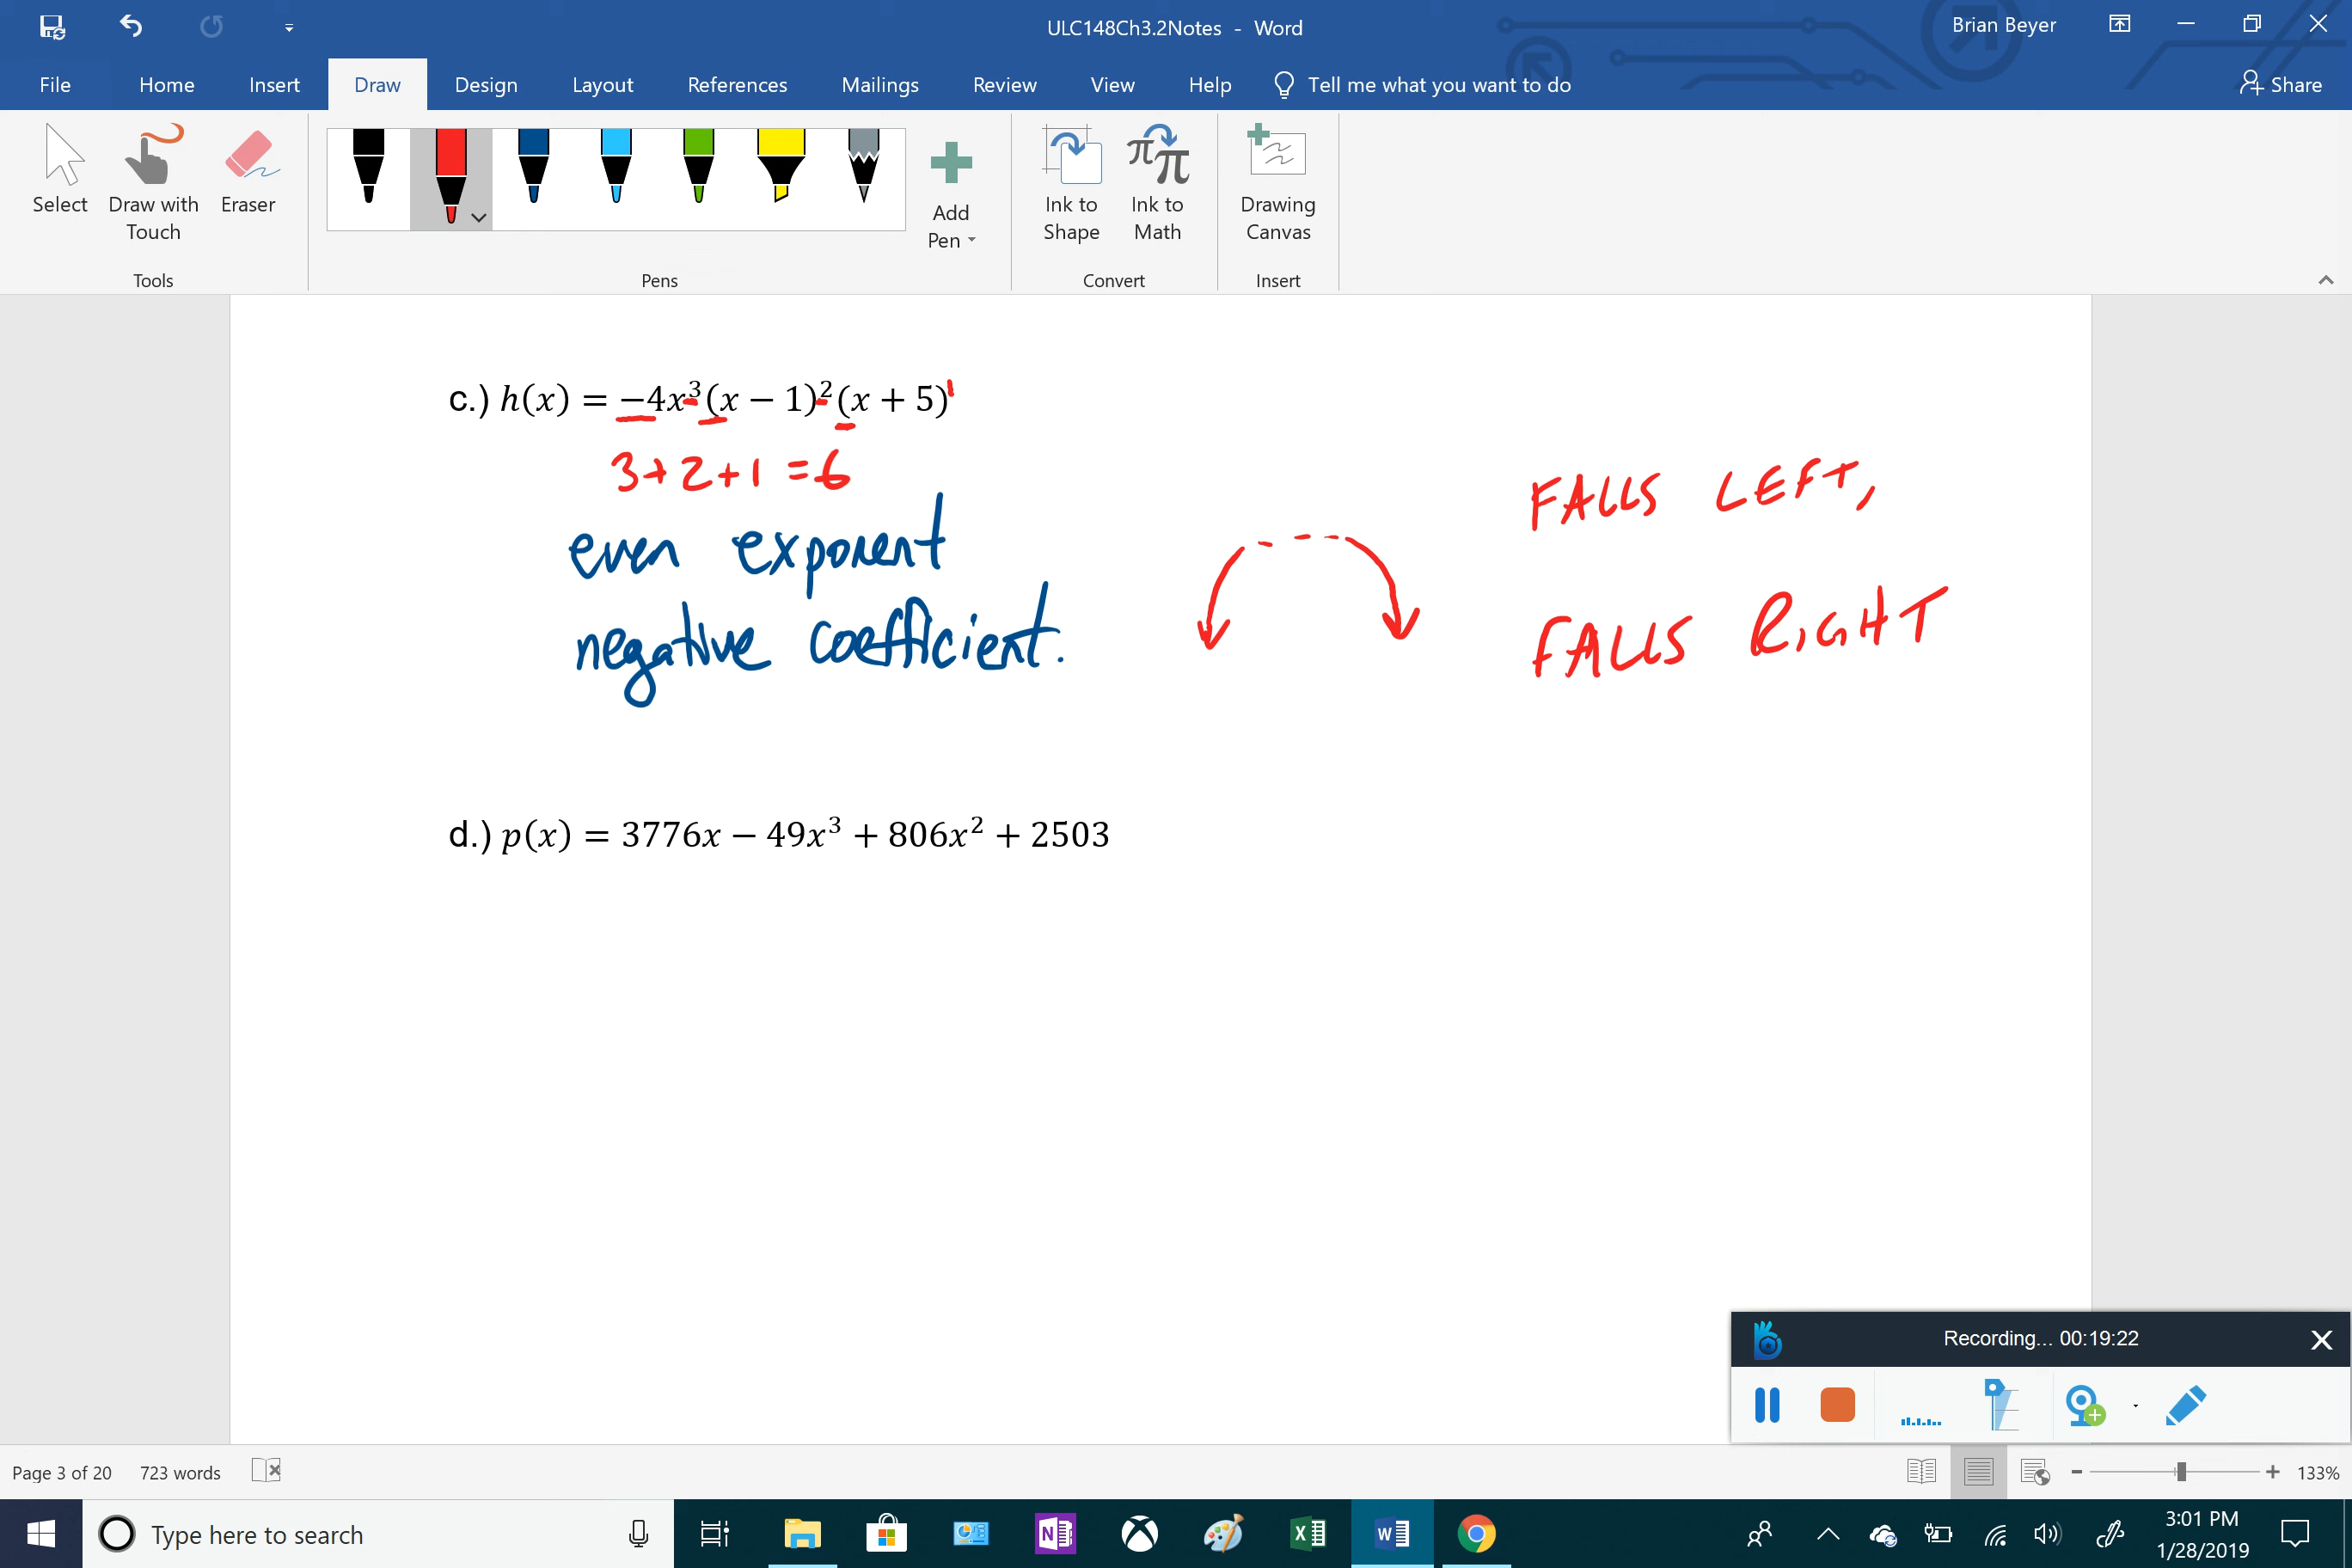 ULC148Ch3.2Notes - Word
Brian Beyer
File Home Insert Draw Design Layout References Mailings Review View Help Tell me what you want to do Share
Select Draw with Touch Eraser Add Pen Ink to Shape Ink to Math Drawing Canvas
Tools Pens Convert Insert
c.) h(x) = −4x³(x − 1)²(x + 5)¹
3+2+1 =6
even exponent
negative coefficient.
FALLS LEFT,
FALLS RIGHT
d.) p(x) = 3776x − 49x³ + 806x² + 2503
Recording... 00:19:22
Page 3 of 20 723 words 133%
Type here to search
3:01 PM
1/28/2019